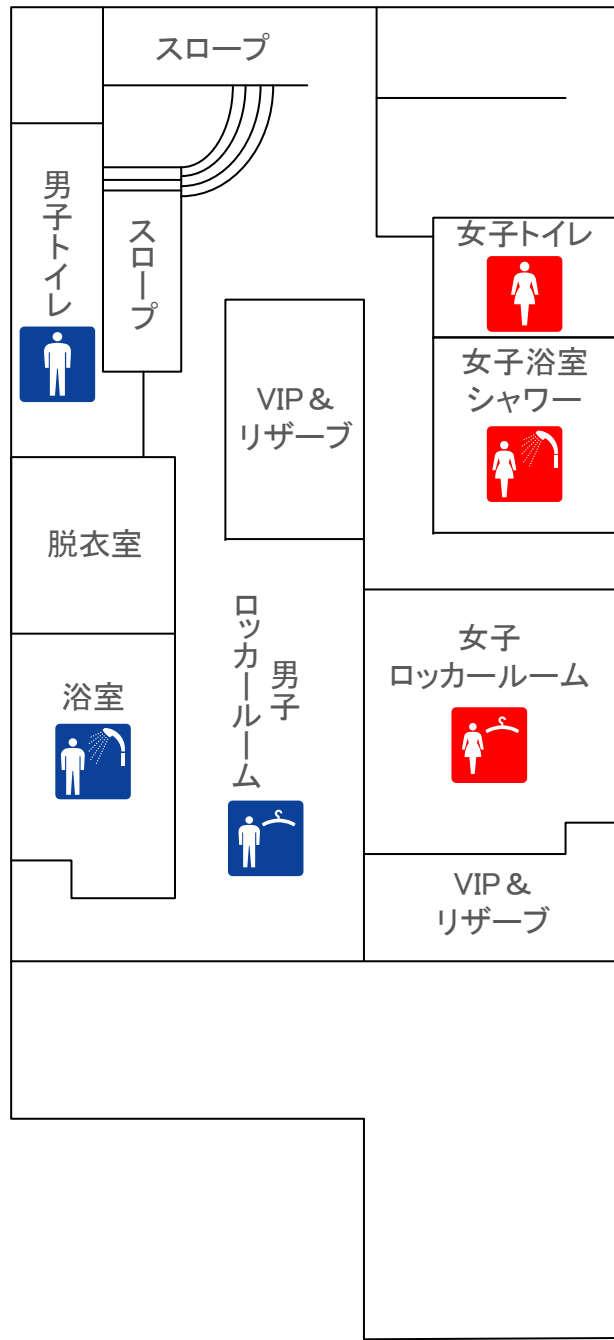 スロープ
男子トイレ
スロープ
女子トイレ
女子浴室
シャワー
VIP &
リザーブ
脱衣室
浴室
男子
ロッカールーム
女子
ロッカールーム
VIP &
リザーブ